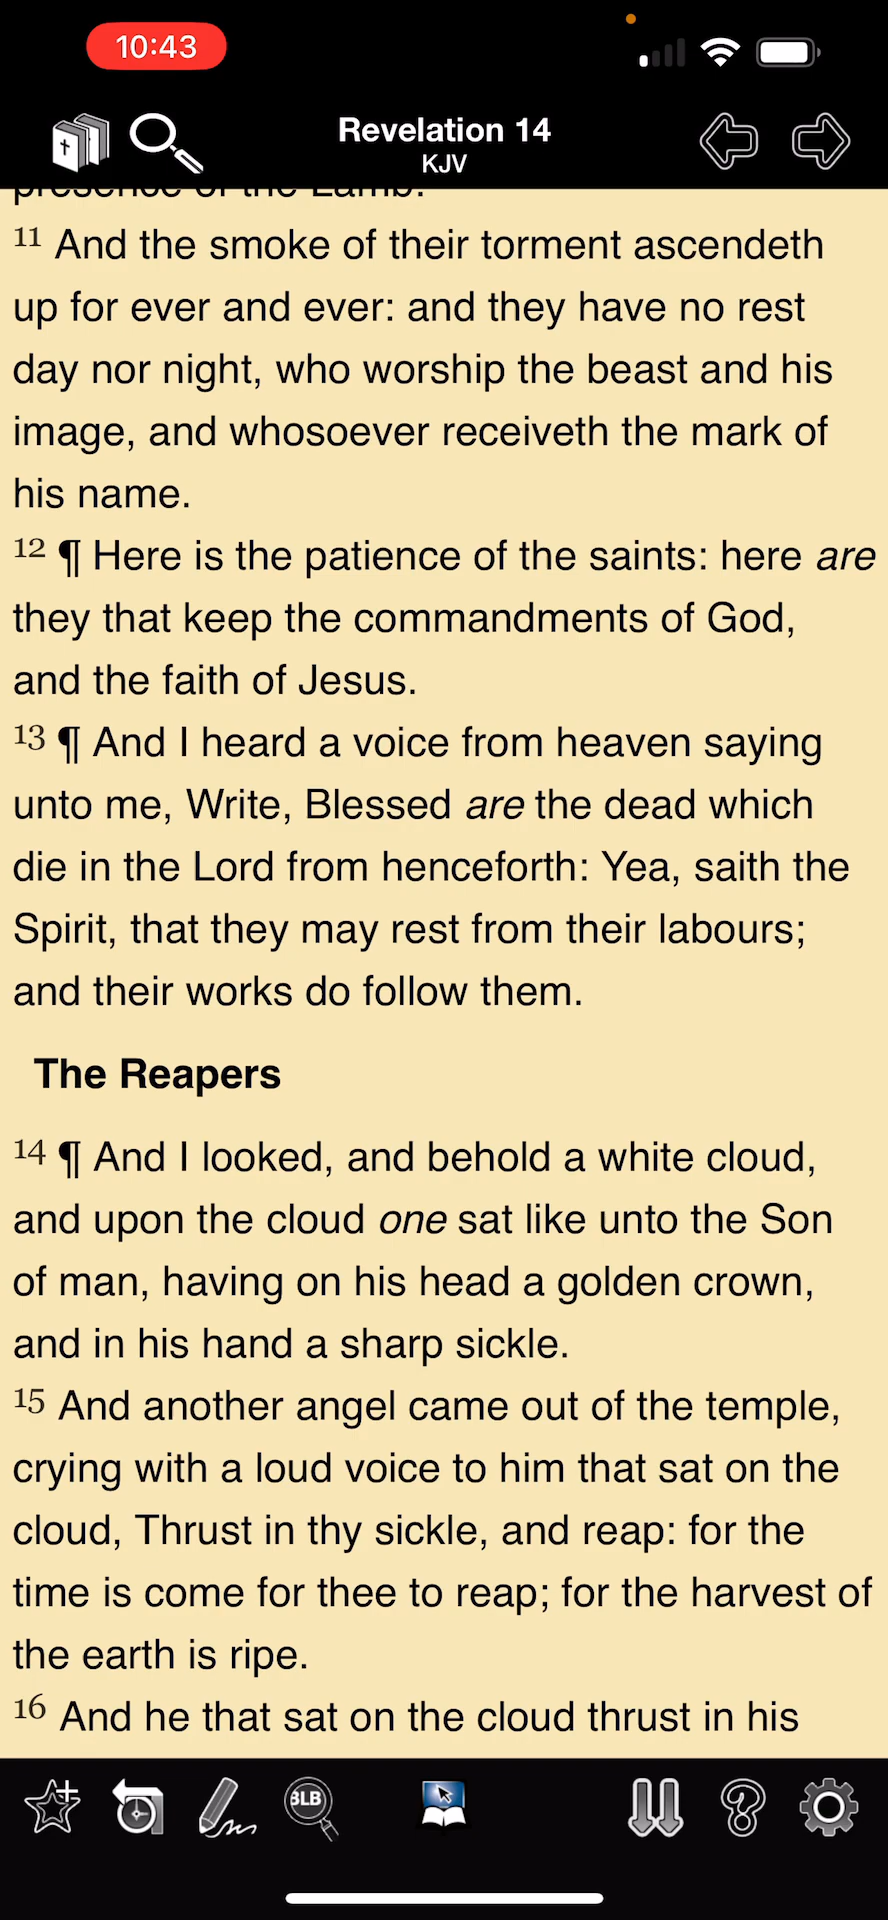 10:43
Revelation 14
KJV
presence of the Lamb:
11 And the smoke of their torment ascendeth
up for ever and ever: and they have no rest
day nor night, who worship the beast and his
image, and whosoever receiveth the mark of
his name.
12 ¶ Here is the patience of the saints: here are
they that keep the commandments of God,
and the faith of Jesus.
13 ¶ And I heard a voice from heaven saying
unto me, Write, Blessed are the dead which
die in the Lord from henceforth: Yea, saith the
Spirit, that they may rest from their labours;
and their works do follow them.
The Reapers
14 ¶ And I looked, and behold a white cloud,
and upon the cloud one sat like unto the Son
of man, having on his head a golden crown,
and in his hand a sharp sickle.
15 And another angel came out of the temple,
crying with a loud voice to him that sat on the
cloud, Thrust in thy sickle, and reap: for the
time is come for thee to reap; for the harvest of
the earth is ripe.
16 And he that sat on the cloud thrust in his
BLB